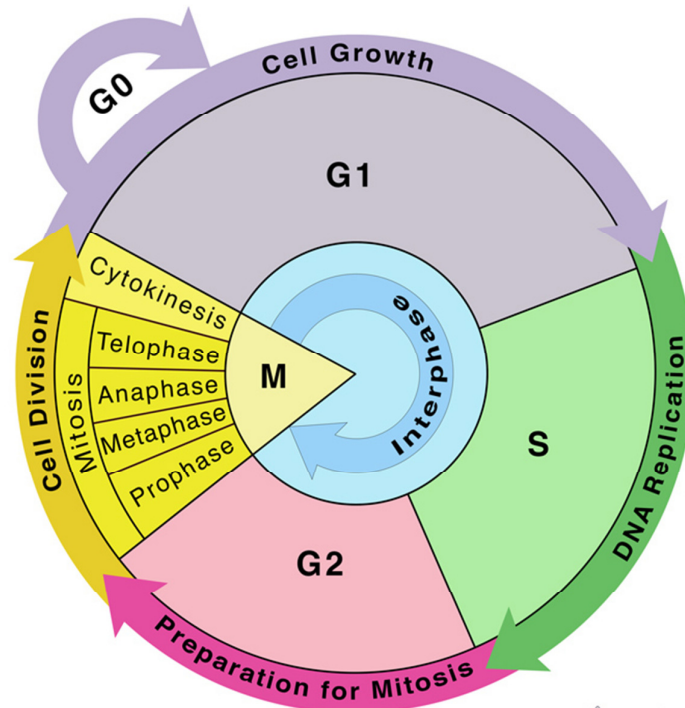 G0
Cell Growth
G1
Cytokinesis
Telophase
Anaphase
Metaphase
Prophase
Mitosis
Cell Division
M
Interphase
S
DNA Replication
G2
Preparation for Mitosis